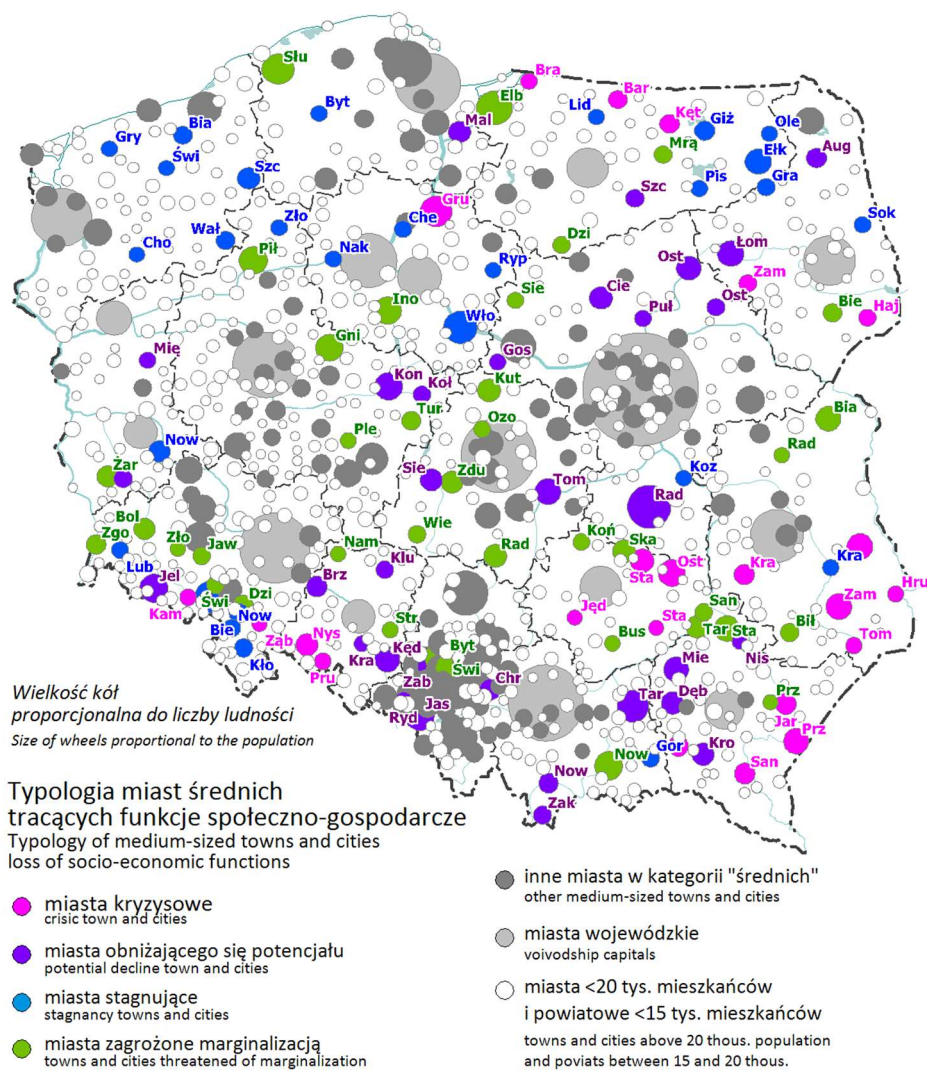 Słu
Bra
Bar
Elb
Byt
Lid
Kęt
Giż
Ole
Mal
Bia
Gry
Mrą
Ełk
Aug
Świ
Szc
Pis
Gra
Szc
Gru
Zło
Che
Sok
Wał
Dzi
Cho
Pił
Nak
Ryp
Ost
Łom
Zam
Sie
Cie
Ino
Puł
Ost
Bie
Haj
Wło
Gni
Mię
Gos
Kon
Koł
Kut
Tur
Ozo
Bia
Ple
Now
Rad
Żar
Sie
Zdu
Koz
Tom
Rad
Bol
Zgo
Zło
Jaw
Wie
Koń
Ska
Nam
Rad
Lub
Klu
Sta
Ost
Kra
Kra
Jel
Brz
Hru
Kam
Świ
Dzi
Jęd
San
Zam
Now
Str
Sta
Bie
Ząb
Nys
Bus
Tar
Sta
Bił
Tom
Kło
Kra
Kęd
Byt
Nis
Pru
Świ
Mie
Zab
Chr
Tar
Dęb
Prz
Ryd
Jas
Jar
Prz
Gor
Kro
Now
San
Now
Zak
Wielkość kół
proporcjonalna do liczby ludności
Size of wheels proportional to the population
Typologia miast średnich
tracących funkcje społeczno-gospodarcze
Typology of medium-sized towns and cities
loss of socio-economic functions
miasta kryzysowe
crisic town and cities
miasta obniżającego się potencjału
potential decline town and cities
miasta stagnujące
stagnancy towns and cities
miasta zagrożone marginalizacją
towns and cities threatened of marginalization
inne miasta w kategorii "średnich"
other medium-sized towns and cities
miasta wojewódzkie
voivodship capitals
miasta <20 tys. mieszkańców
i powiatowe <15 tys. mieszkańców
towns and cities above 20 thous. population
and poviats between 15 and 20 thous.